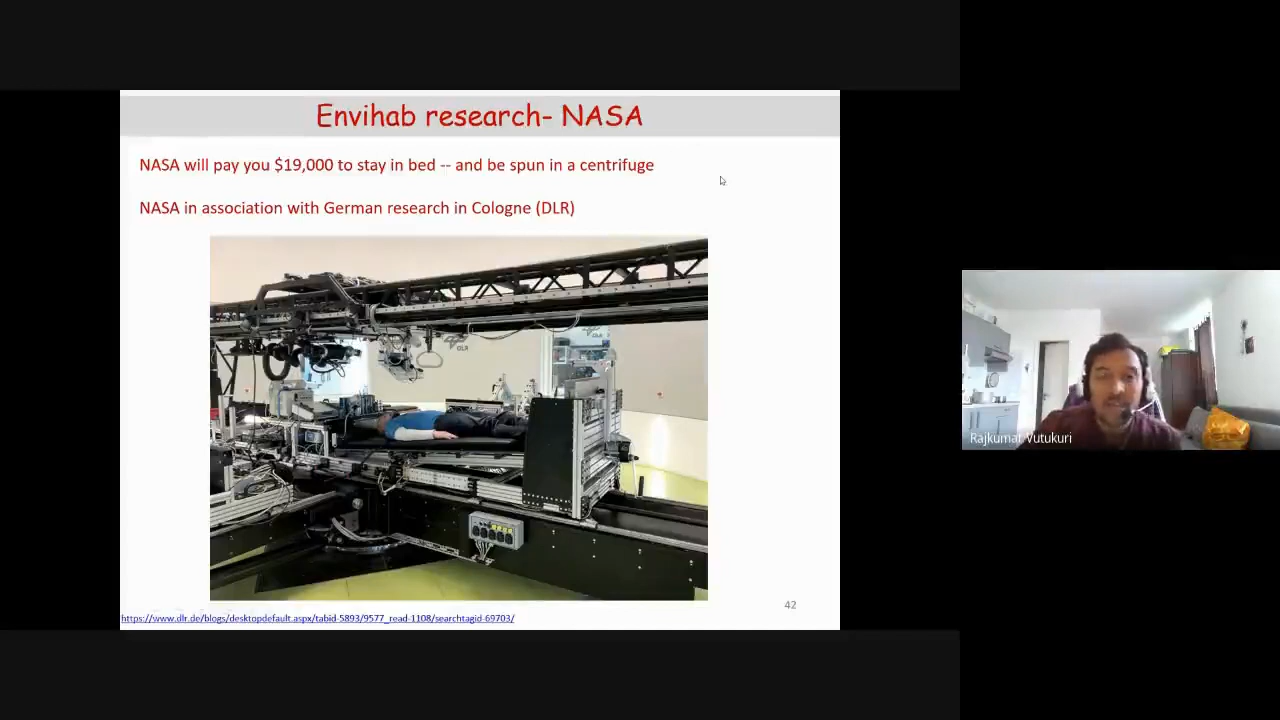 Envihab research- NASA
NASA will pay you $19,000 to stay in bed -- and be spun in a centrifuge
NASA in association with German research in Cologne (DLR)
DLR
42
https://www.dlr.de/blogs/desktopdefault.aspx/tabid-5893/9577_read-1108/searchtagid-69703/
Rajkumar Vutukuri